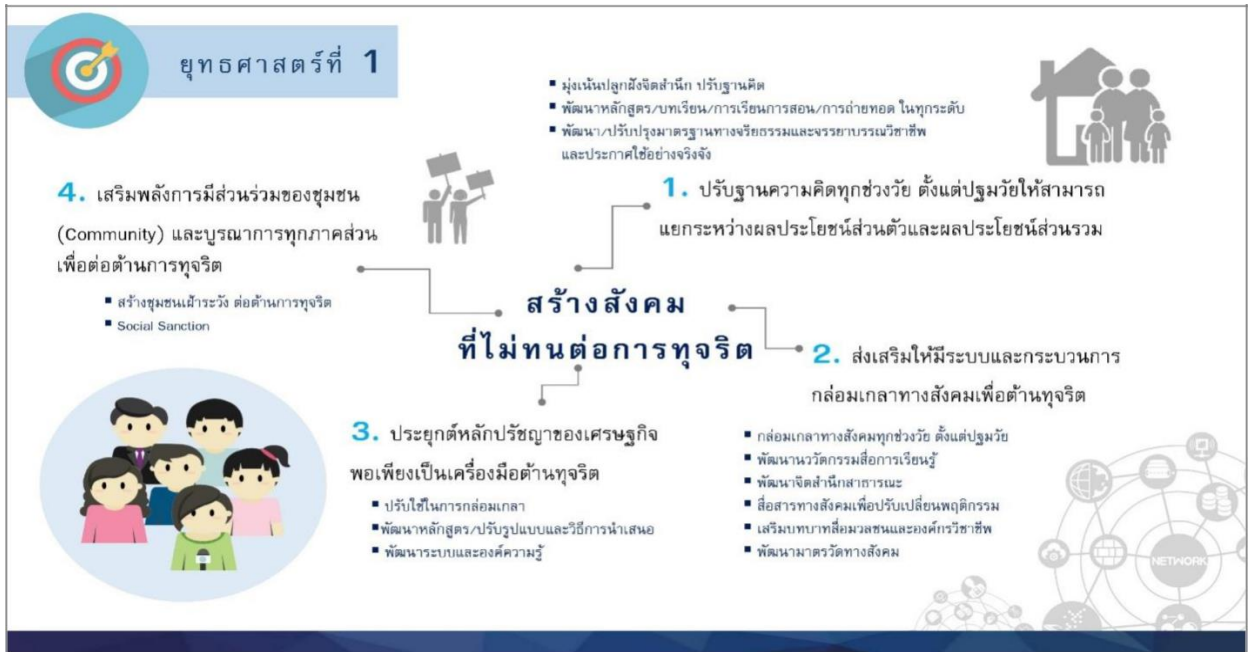 ยุทธศาสตร์ที่ 1
▪ มุ่งเน้นปลูกฝังจิตสำนึก ปรับฐานคิด
▪ พัฒนาหลักสูตร/บทเรียน/การเรียนการสอน/การถ่ายทอด ในทุกระดับ
▪ พัฒนา/ปรับปรุงมาตรฐานทางจริยธรรมและจรรยาบรรณวิชาชีพ
และประกาศใช้อย่างจริงจัง
1. ปรับฐานความคิดทุกช่วงวัย ตั้งแต่ปฐมวัยให้สามารถ
แยกระหว่างผลประโยชน์ส่วนตัวและผลประโยชน์ส่วนรวม
4. เสริมพลังการมีส่วนร่วมของชุมชน
(Community) และบูรณาการทุกภาคส่วน
เพื่อต่อต้านการทุจริต
▪ สร้างชุมชนเฝ้าระวัง ต่อต้านการทุจริต
▪ Social Sanction
สร้างสังคม
ที่ไม่ทนต่อการทุจริต
2. ส่งเสริมให้มีระบบและกระบวนการ
กล่อมเกลาทางสังคมเพื่อต้านทุจริต
▪ กล่อมเกลาทางสังคมทุกช่วงวัย ตั้งแต่ปฐมวัย
▪ พัฒนานวัตกรรมสื่อการเรียนรู้
▪ พัฒนาจิตสำนึกสาธารณะ
▪ สื่อสารทางสังคมเพื่อปรับเปลี่ยนพฤติกรรม
▪ เสริมบทบาทสื่อมวลชนและองค์กรวิชาชีพ
▪ พัฒนามาตรวัดทางสังคม
3. ประยุกต์หลักปรัชญาของเศรษฐกิจ
พอเพียงเป็นเครื่องมือต้านทุจริต
▪ ปรับใช้ในการกล่อมเกลา
▪พัฒนาหลักสูตร/ปรับรูปแบบและวิธีการนำเสนอ
▪ พัฒนาระบบและองค์ความรู้
NETWORK